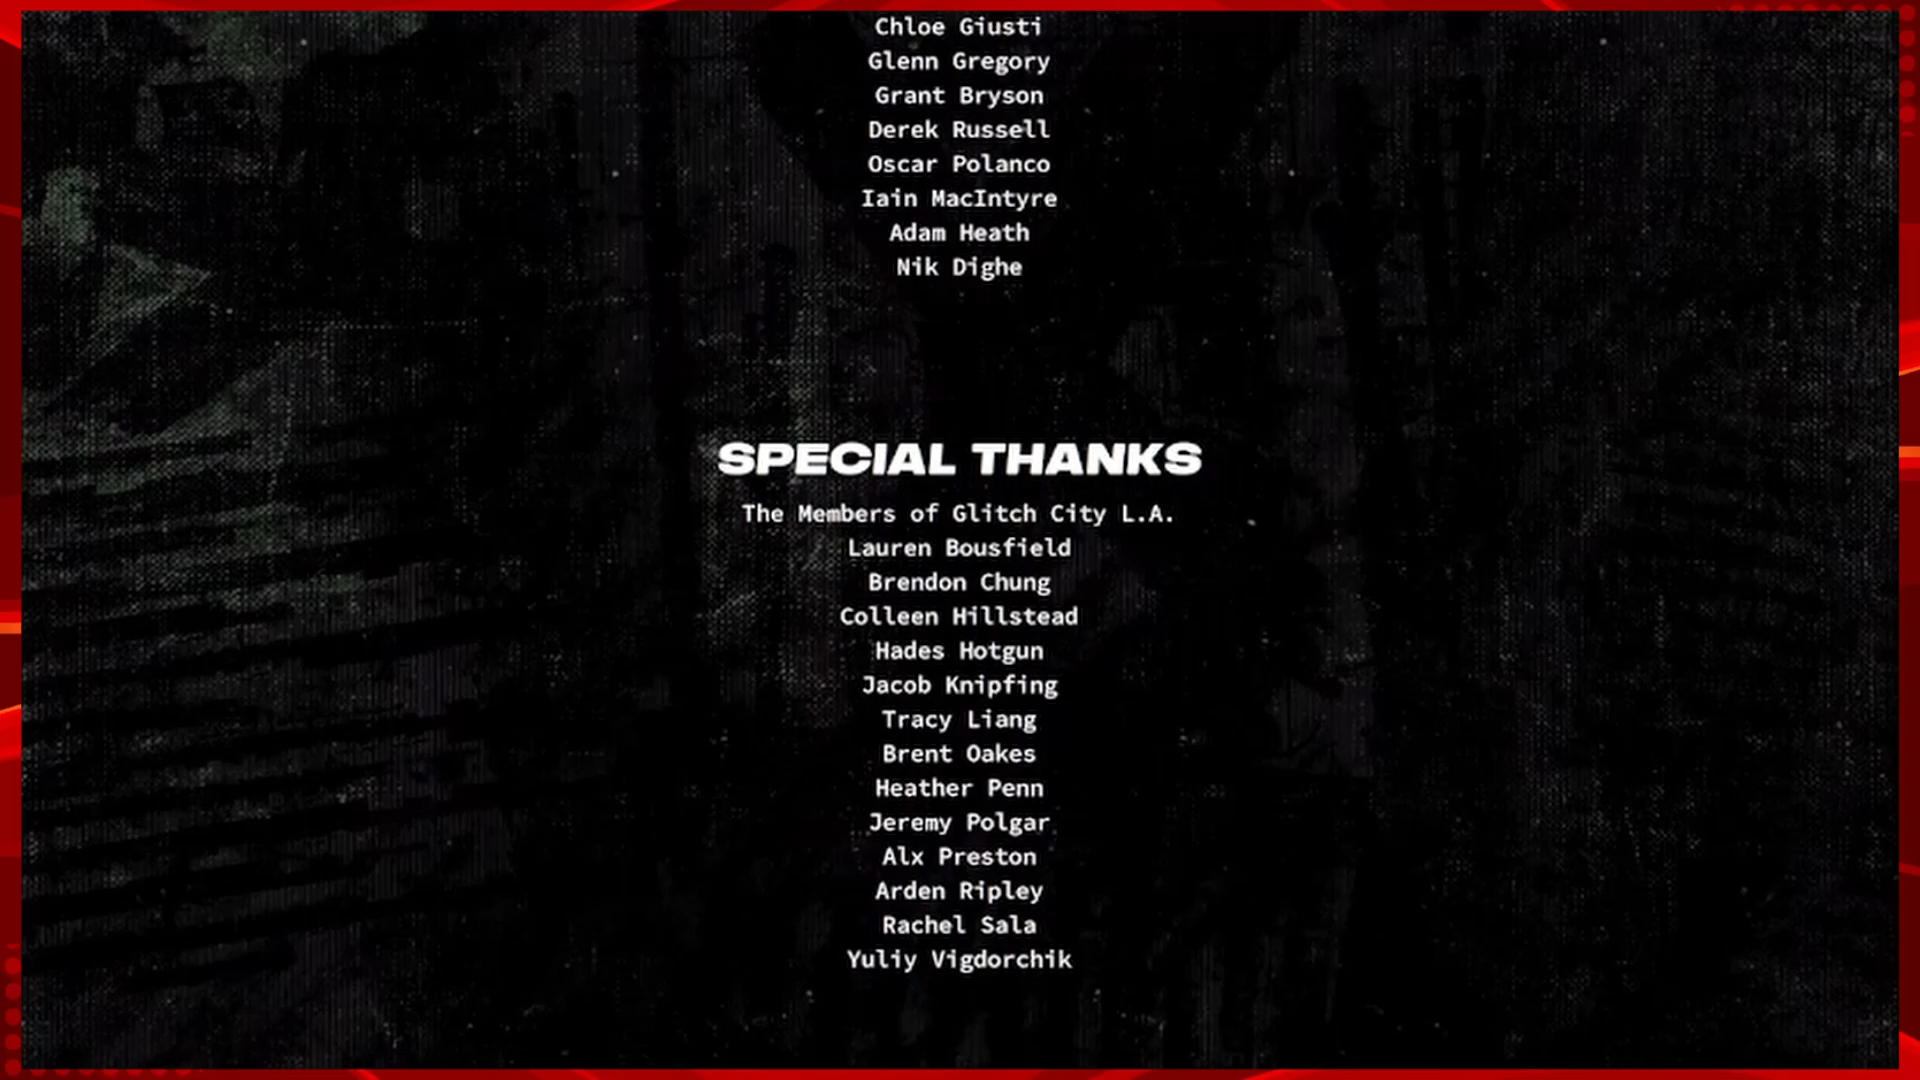 Chloe Giusti
Glenn Gregory
Grant Bryson
Derek Russell
Oscar Polanco
Iain MacIntyre
Adam Heath
Nik Dighe
SPECIAL THANKS
The Members of Glitch City L.A.
Lauren Bousfield
Brendon Chung
Colleen Hillstead
Hades Hotgun
Jacob Knipfing
Tracy Liang
Brent Oakes
Heather Penn
Jeremy Polgar
Alx Preston
Arden Ripley
Rachel Sala
Yuliy Vigdorchik